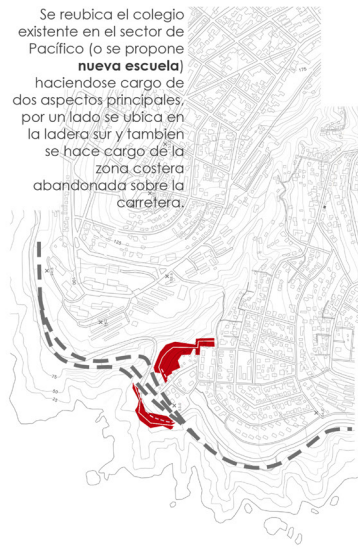 Se reubica el colegio
existente en el sector de
Pacífico (o se propone
nueva escuela)
haciendose cargo de
dos aspectos principales,
por un lado se ubica en
la ladera sur y tambien
se hace cargo de la
zona costera
abandonada sobre la
carretera.